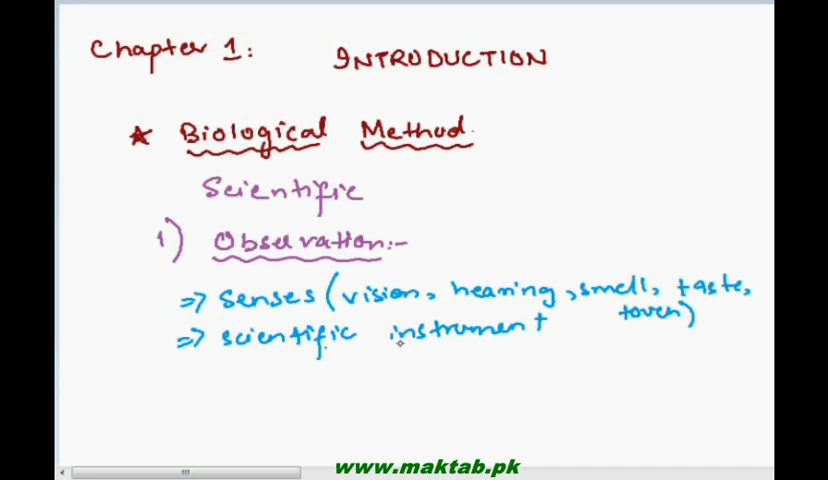 Chapter 1: INTRODUCTION
* Biological Method.
Scientific
1) Observation:-
=> senses (vision, hearing, smell, taste, touch)
=> scientific instrument
www.maktab.pk